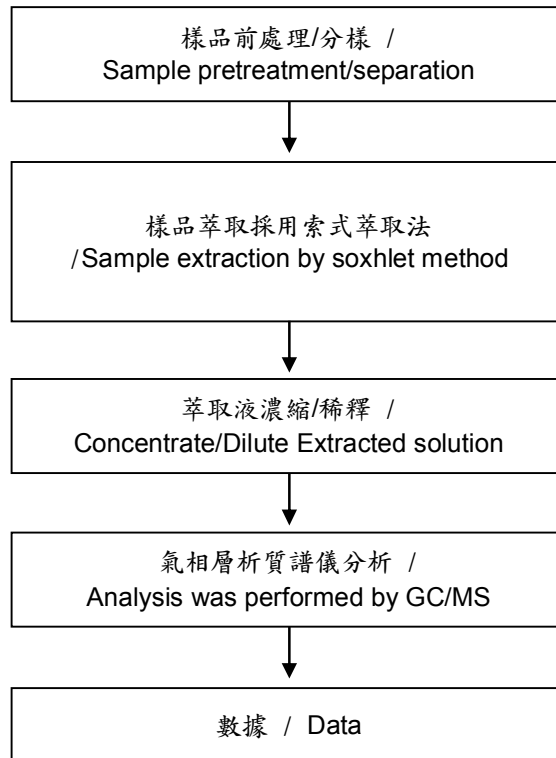 樣品前處理/分樣 /
Sample pretreatment/separation
樣品萃取採用索式萃取法
/Sample extraction by soxhlet method
萃取液濃縮/稀釋 /
Concentrate/Dilute Extracted solution
氣相層析質譜儀分析 /
Analysis was performed by GC/MS
數據 / Data